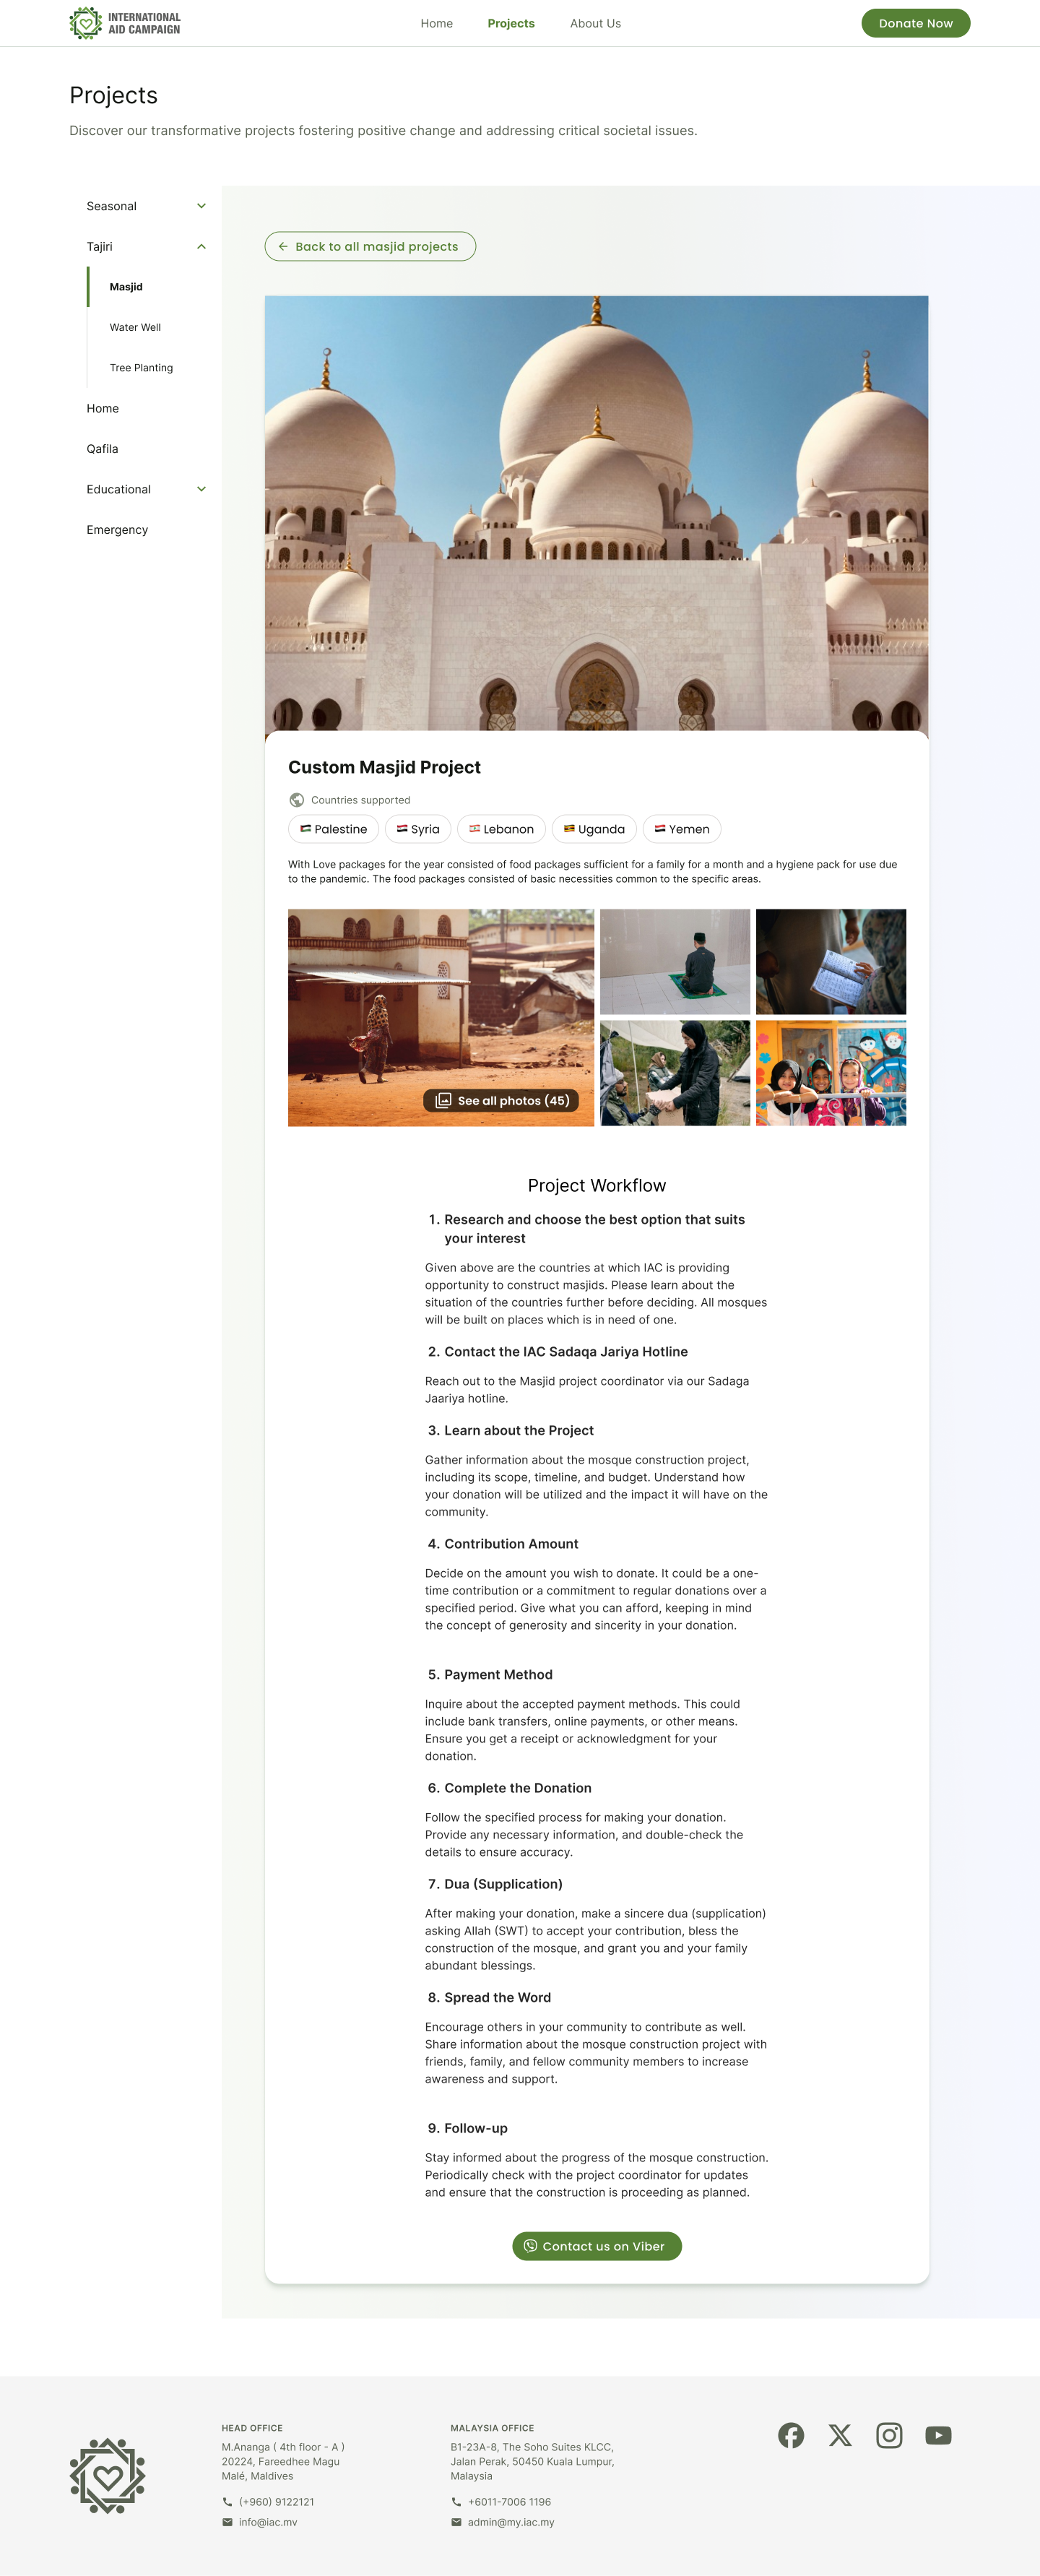 INTERNATIONAL
AID CAMPAIGN
Home
Projects
About Us
Donate Now
Projects
Discover our transformative projects fostering positive change and addressing critical societal issues.
Seasonal
Tajiri
Masjid
Water Well
Tree Planting
Home
Qafila
Educational
Emergency
Back to all masjid projects
Custom Masjid Project
Countries supported
Palestine
Syria
Lebanon
Uganda
Yemen
With Love packages for the year consisted of food packages sufficient for a family for a month and a hygiene pack for use due
to the pandemic. The food packages consisted of basic necessities common to the specific areas.
See all photos (45)
Project Workflow
1. Research and choose the best option that suits
your interest
Given above are the countries at which IAC is providing
opportunity to construct masjids. Please learn about the
situation of the countries further before deciding. All mosques
will be built on places which is in need of one.
2. Contact the IAC Sadaqa Jariya Hotline
Reach out to the Masjid project coordinator via our Sadaga
Jaariya hotline.
3. Learn about the Project
Gather information about the mosque construction project,
including its scope, timeline, and budget. Understand how
your donation will be utilized and the impact it will have on the
community.
4. Contribution Amount
Decide on the amount you wish to donate. It could be a one-
time contribution or a commitment to regular donations over a
specified period. Give what you can afford, keeping in mind
the concept of generosity and sincerity in your donation.
5. Payment Method
Inquire about the accepted payment methods. This could
include bank transfers, online payments, or other means.
Ensure you get a receipt or acknowledgment for your
donation.
6. Complete the Donation
Follow the specified process for making your donation.
Provide any necessary information, and double-check the
details to ensure accuracy.
7. Dua (Supplication)
After making your donation, make a sincere dua (supplication)
asking Allah (SWT) to accept your contribution, bless the
construction of the mosque, and grant you and your family
abundant blessings.
8. Spread the Word
Encourage others in your community to contribute as well.
Share information about the mosque construction project with
friends, family, and fellow community members to increase
awareness and support.
9. Follow-up
Stay informed about the progress of the mosque construction.
Periodically check with the project coordinator for updates
and ensure that the construction is proceeding as planned.
Contact us on Viber
HEAD OFFICE
M.Ananga ( 4th floor - A )
20224, Fareedhee Magu
Malé, Maldives
(+960) 9122121
info@iac.mv
MALAYSIA OFFICE
B1-23A-8, The Soho Suites KLCC,
Jalan Perak, 50450 Kuala Lumpur,
Malaysia
+6011-7006 1196
admin@my.iac.my